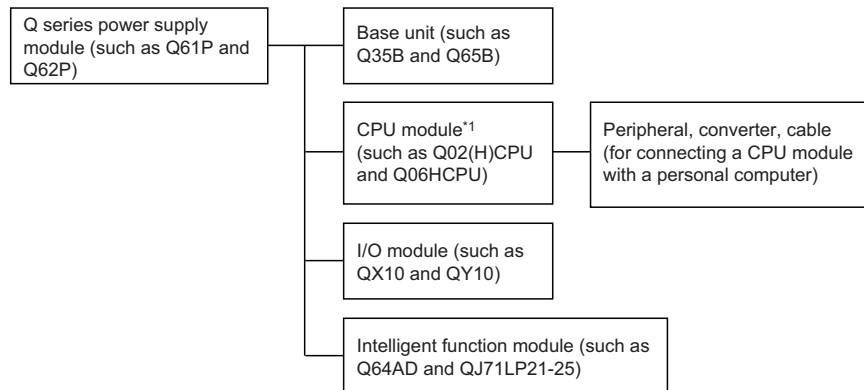 Q series power supply
module (such as Q61P and
Q62P)
Base unit (such as
Q35B and Q65B)
CPU module*1
(such as Q02(H)CPU
and Q06HCPU)
Peripheral, converter, cable
(for connecting a CPU module
with a personal computer)
I/O module (such as
QX10 and QY10)
Intelligent function module (such as
Q64AD and QJ71LP21-25)